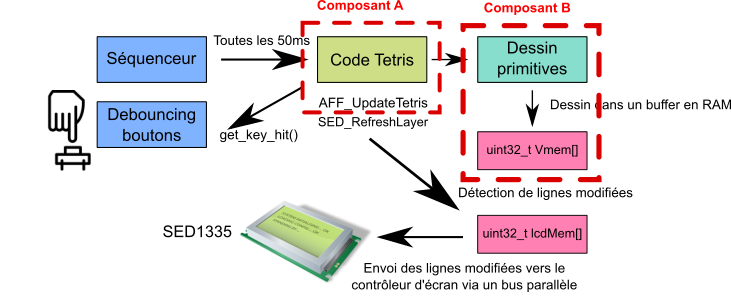 Composant A
Composant B
Toutes les 50ms
Séquenceur
Code Tetris
Dessin
primitives
AFF_UpdateTetris
SED_RefreshLayer
Debouncing
boutons
get_key_hit()
Dessin dans un buffer en RAM
uint32_t Vmem[]
Détection de lignes modifiées
SED1335
uint32_t lcdMem[]
Envoi des lignes modifiées vers le
contrôleur d'écran via un bus parallèle